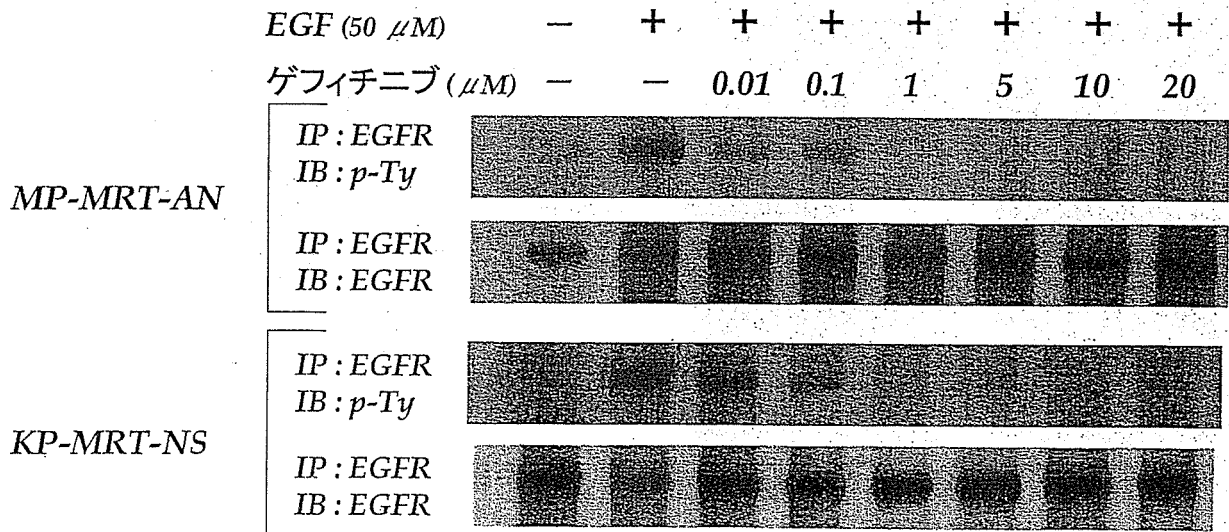 EGF (50 μM) − + + + + + + +
ゲフィチニブ (μM) − − 0.01 0.1 1 5 10 20
MP-MRT-AN
IP : EGFR
IB : p-Ty
IP : EGFR
IB : EGFR
KP-MRT-NS
IP : EGFR
IB : p-Ty
IP : EGFR
IB : EGFR